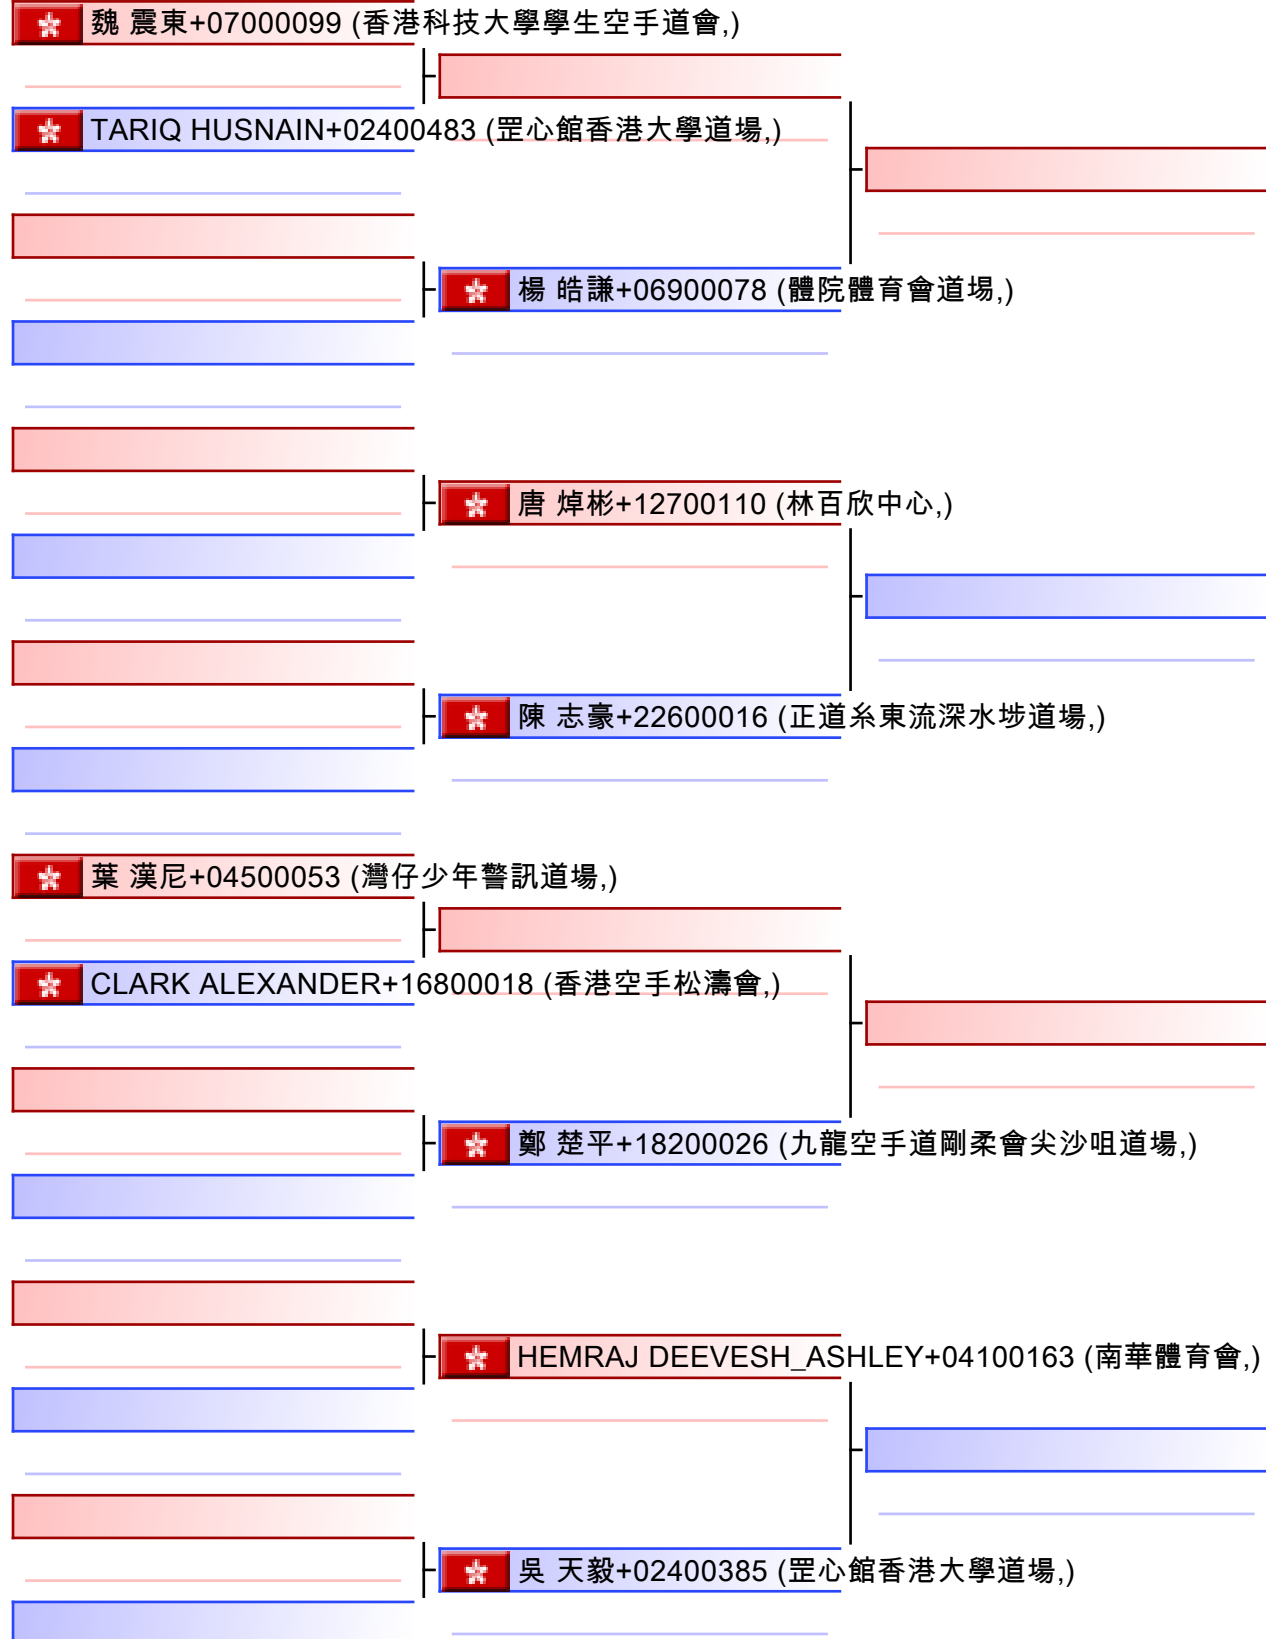 魏 震東+07000099 (香港科技大學學生空手道會,)
TARIQ HUSNAIN+02400483 (罡心館香港大學道場,)
楊 皓謙+06900078 (體院體育會道場,)
唐 焯彬+12700110 (林百欣中心,)
陳 志豪+22600016 (正道糸東流深水埗道場,)
葉 漢尼+04500053 (灣仔少年警訊道場,)
CLARK ALEXANDER+16800018 (香港空手松濤會,)
鄭 楚平+18200026 (九龍空手道剛柔會尖沙咀道場,)
HEMRAJ DEEVESH_ASHLEY+04100163 (南華體育會,)
吳 天毅+02400385 (罡心館香港大學道場,)